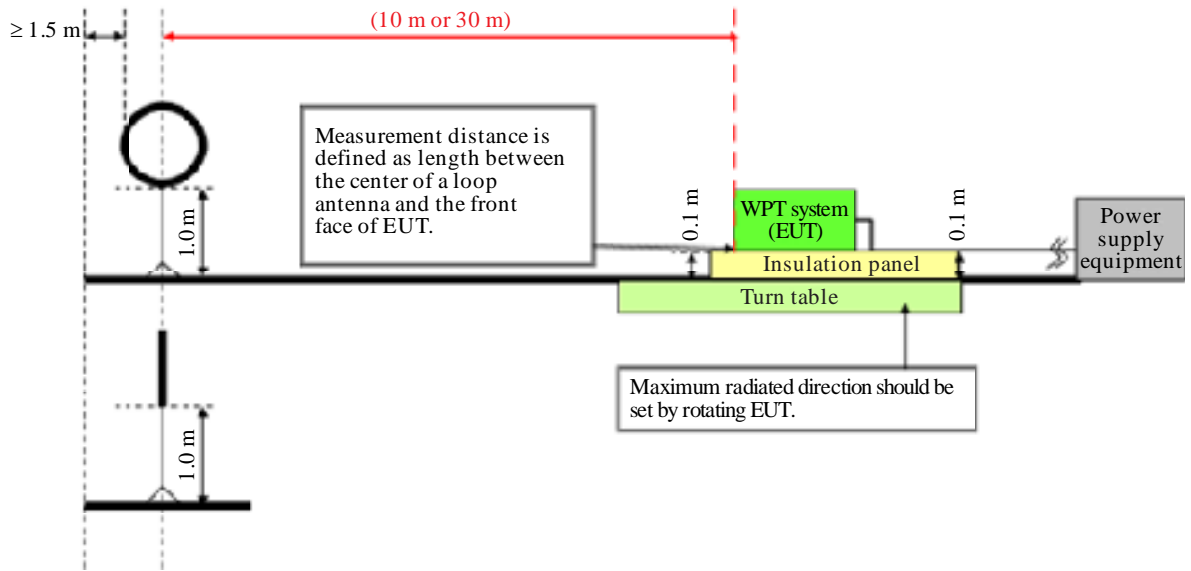 ≥ 1.5 m
(10 m or 30 m)
Measurement distance is
defined as length between
the center of a loop
antenna and the front
face of EUT.
1.0 m
0.1 m
WPT system
(EUT)
0.1 m
Power
supply
equipment
Insulation panel
Turn table
Maximum radiated direction should be
set by rotating EUT.
1.0 m